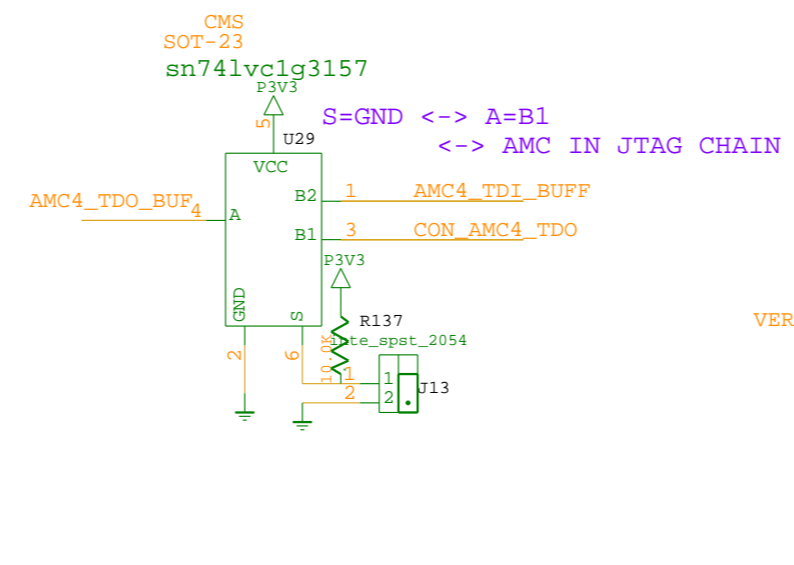 CMS
SOT-23
sn74lvc1g3157
P3V3
5
S=GND <-> A=B1
<-> AMC IN JTAG CHAIN
U29
VCC
AMC4_TDO_BUF
4
A
B2
1
AMC4_TDI_BUFF
B1
3
CON_AMC4_TDO
P3V3
GND
S
R137
VER
2
6
10.0K
inte_spst_2054
1
1
J13
2
2